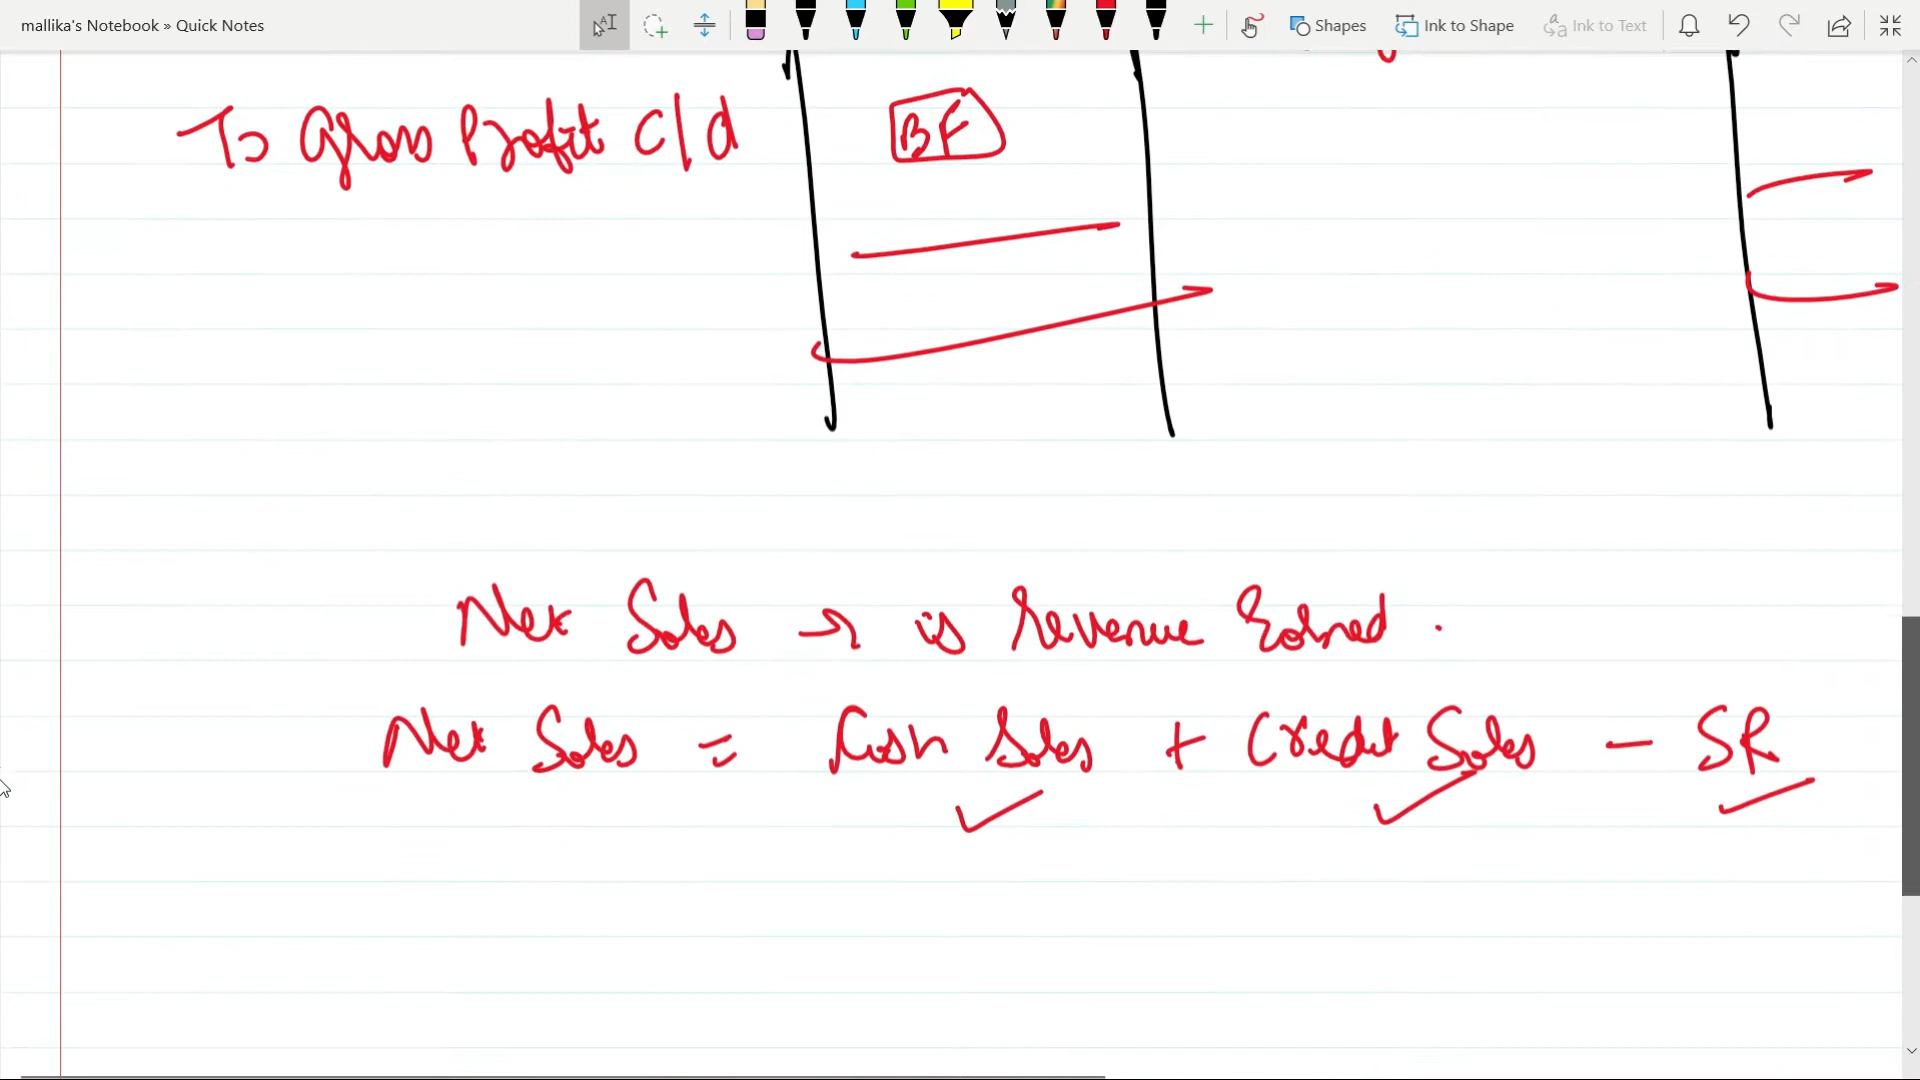 mallika's Notebook » Quick Notes
Shapes
Ink to Shape
Ink to Text
To Gross Profit c/d
BF
Net Sales → is Revenue Earned.
Net Sales = Cash Sales + Credit Sales - SR